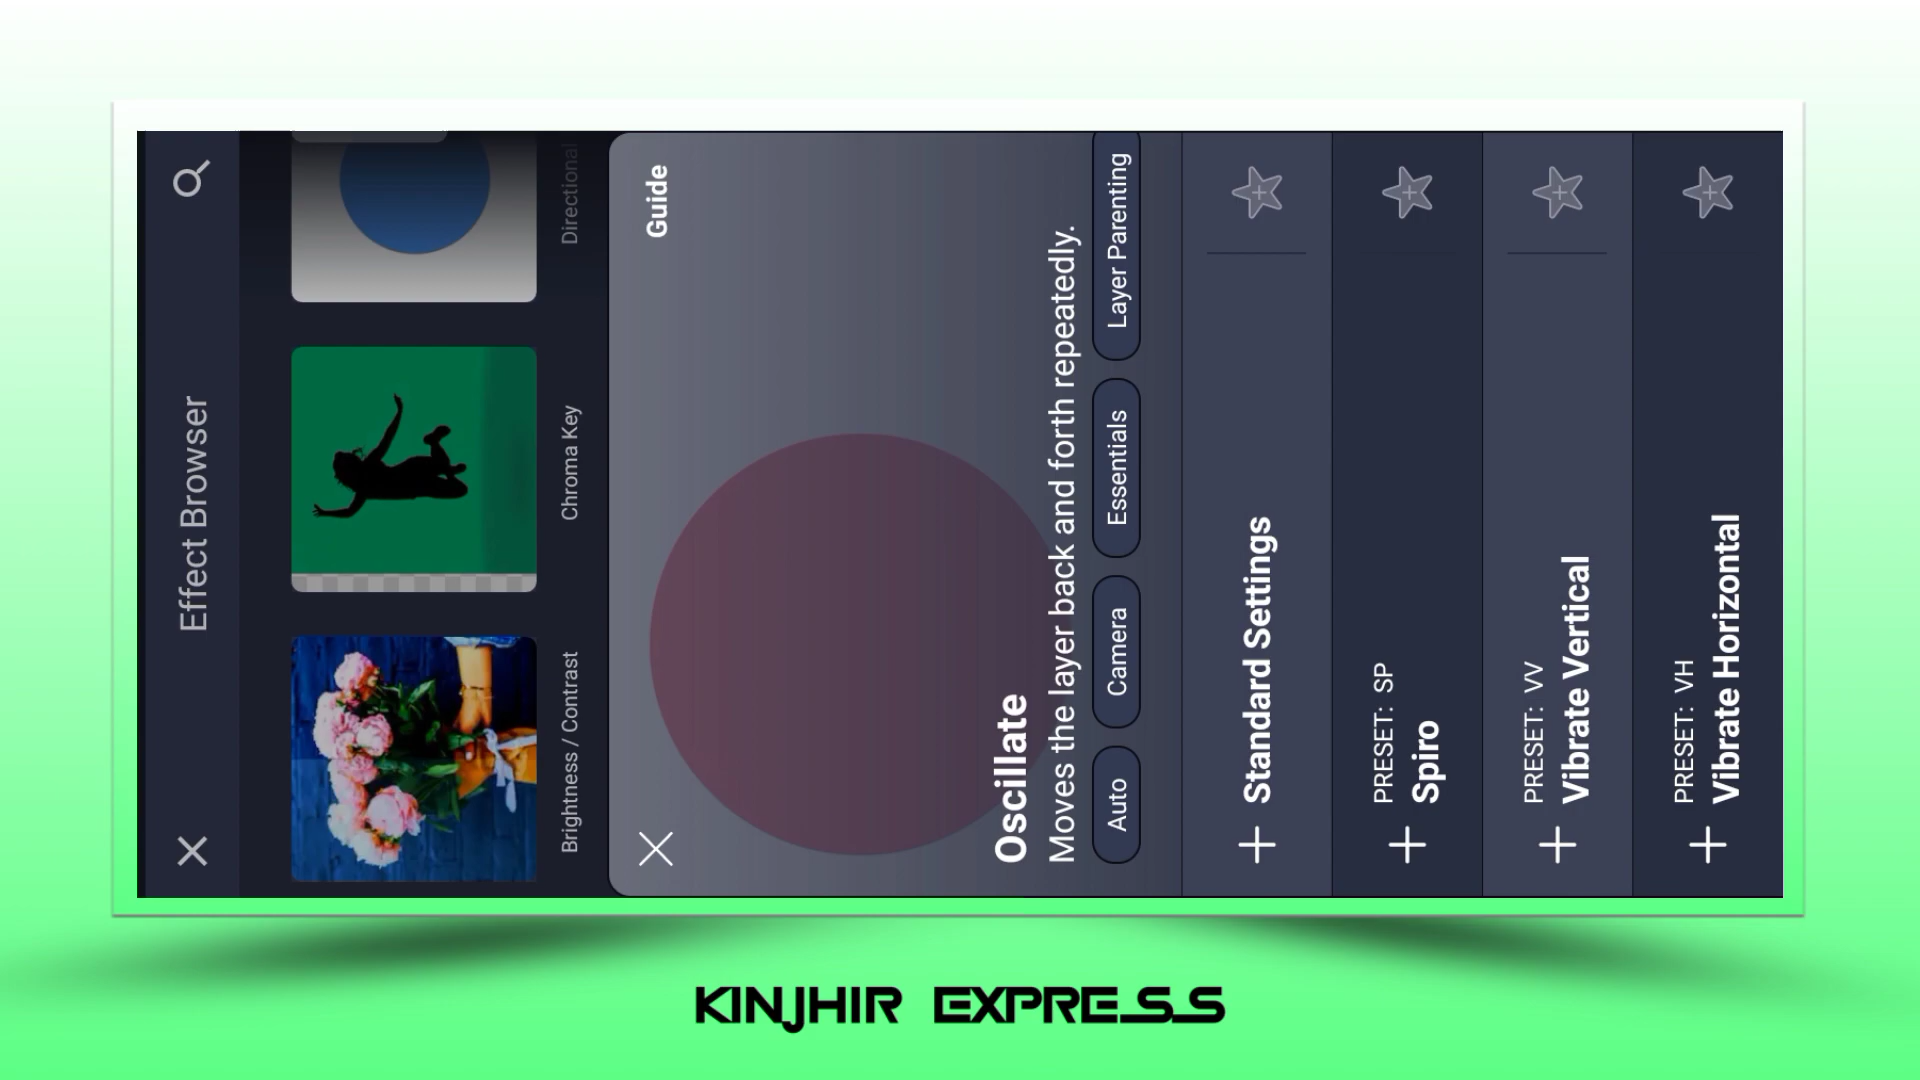 Effect Browser
Brightness / Contrast
Chroma Key
Directional
Guide
Oscillate
Moves the layer back and forth repeatedly.
Auto
Camera
Essentials
Layer Parenting
Standard Settings
PRESET: SP
Spiro
PRESET: VV
Vibrate Vertical
PRESET: VH
Vibrate Horizontal
KINJHIR EXPRESS